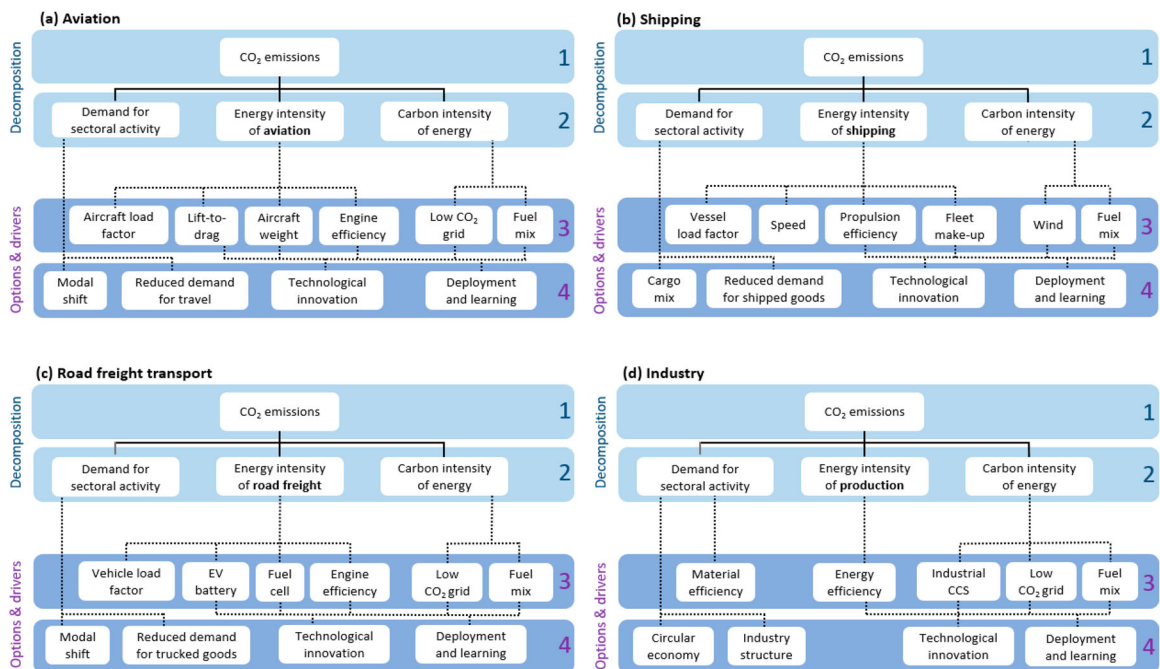 (a) Aviation
Decomposition
CO₂ emissions
1
Demand for
sectoral activity
Energy intensity
of aviation
Carbon intensity
of energy
2
Options & drivers
Aircraft load
factor
Lift-to-
drag
Aircraft
weight
Engine
efficiency
Low CO₂
grid
Fuel
mix
3
Modal
shift
Reduced demand
for travel
Technological
innovation
Deployment
and learning
4
(b) Shipping
Decomposition
CO₂ emissions
1
Demand for
sectoral activity
Energy intensity
of shipping
Carbon intensity
of energy
2
Options & drivers
Vessel
load factor
Speed
Propulsion
efficiency
Fleet
make-up
Wind
Fuel
mix
3
Cargo
mix
Reduced demand
for shipped goods
Technological
innovation
Deployment
and learning
4
(c) Road freight transport
Decomposition
CO₂ emissions
1
Demand for
sectoral activity
Energy intensity
of road freight
Carbon intensity
of energy
2
Options & drivers
Vehicle load
factor
EV
battery
Fuel
cell
Engine
efficiency
Low
CO₂ grid
Fuel
mix
3
Modal
shift
Reduced demand
for trucked goods
Technological
innovation
Deployment
and learning
4
(d) Industry
Decomposition
CO₂ emissions
1
Demand for
sectoral activity
Energy intensity
of production
Carbon intensity
of energy
2
Options & drivers
Material
efficiency
Energy
efficiency
Industrial
CCS
Low
CO₂ grid
Fuel
mix
3
Circular
economy
Industry
structure
Technological
innovation
Deployment
and learning
4